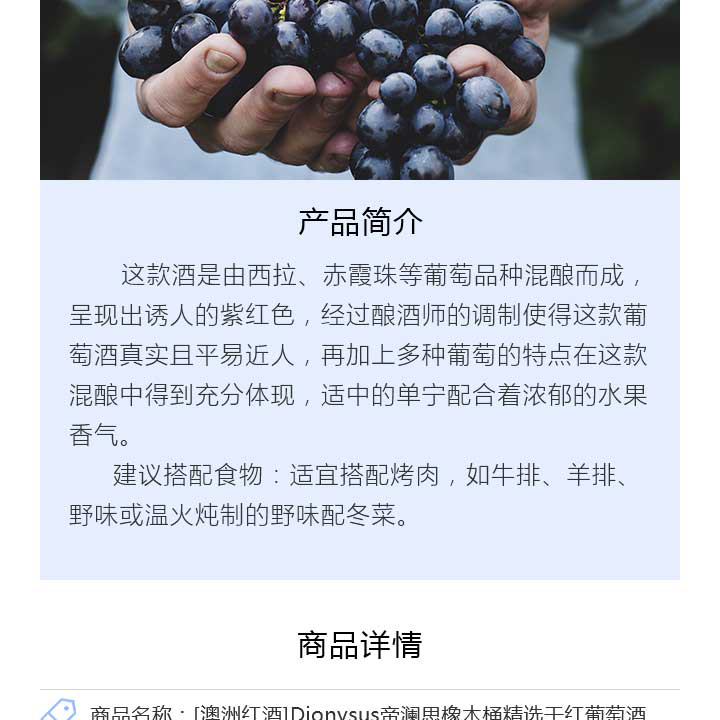 产品简介
这款酒是由西拉、赤霞珠等葡萄品种混酿而成，
呈现出诱人的紫红色，经过酿酒师的调制使得这款葡
萄酒真实且平易近人，再加上多种葡萄的特点在这款
混酿中得到充分体现，适中的单宁配合着浓郁的水果
香气。
建议搭配食物：适宜搭配烤肉，如牛排、羊排、
野味或温火炖制的野味配冬菜。
商品详情
商品名称：[澳洲红酒]Dionysus帝澜思橡木桶精选干红葡萄酒